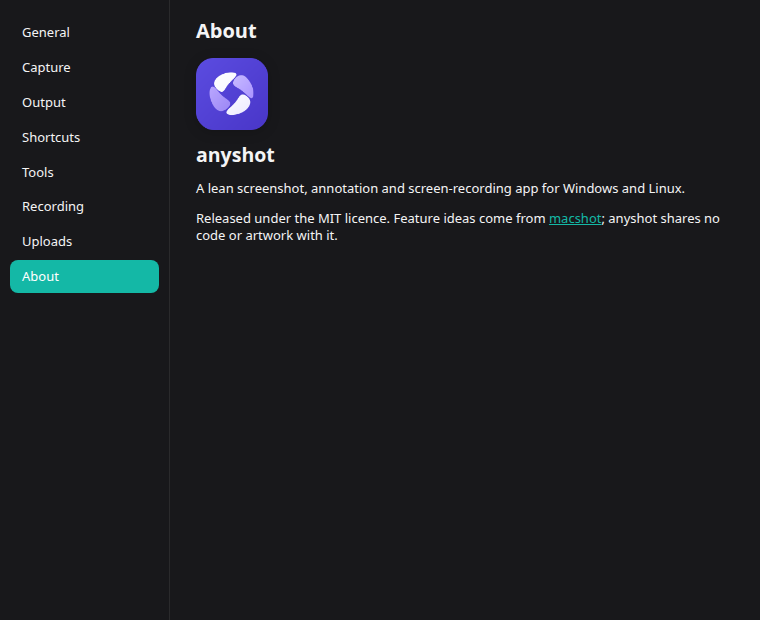 General
Capture
Output
Shortcuts
Tools
Recording
Uploads
About
About
anyshot
A lean screenshot, annotation and screen-recording app for Windows and Linux.
Released under the MIT licence. Feature ideas come from macshot; anyshot shares no
code or artwork with it.